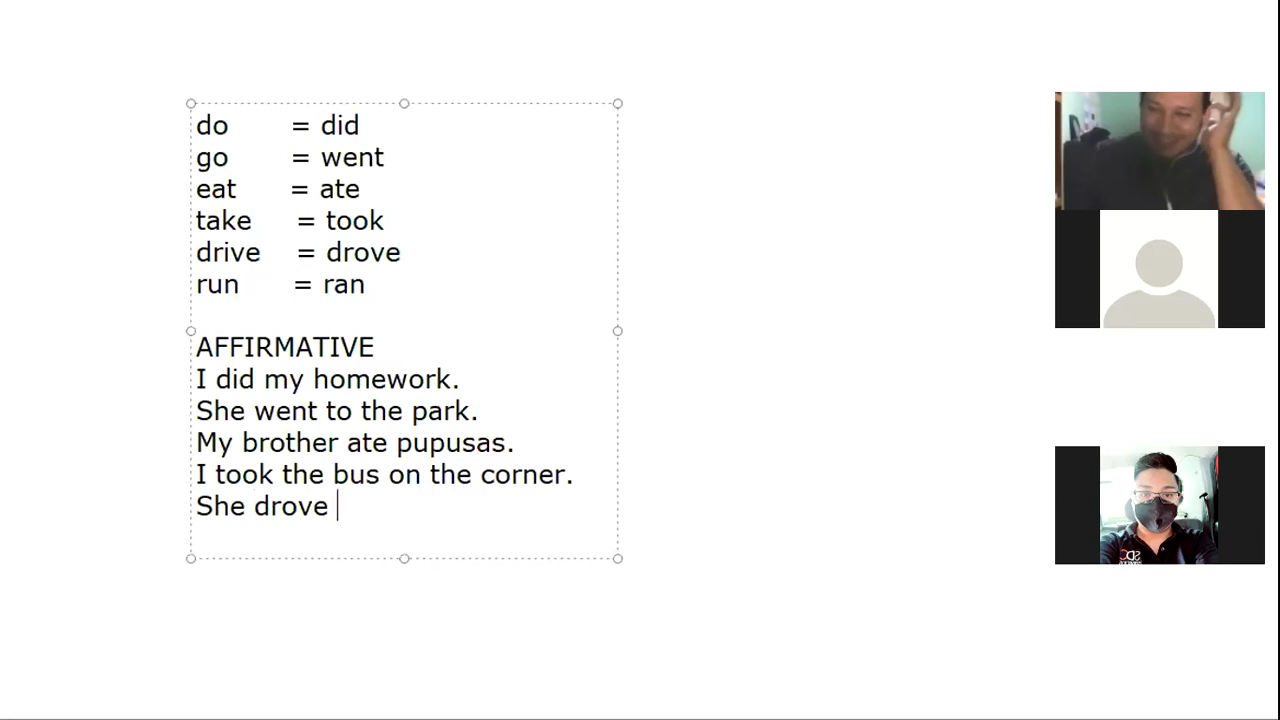 do = did
go = went
eat = ate
take = took
drive = drove
run = ran
AFFIRMATIVE
I did my homework.
She went to the park.
My brother ate pupusas.
I took the bus on the corner.
She drove